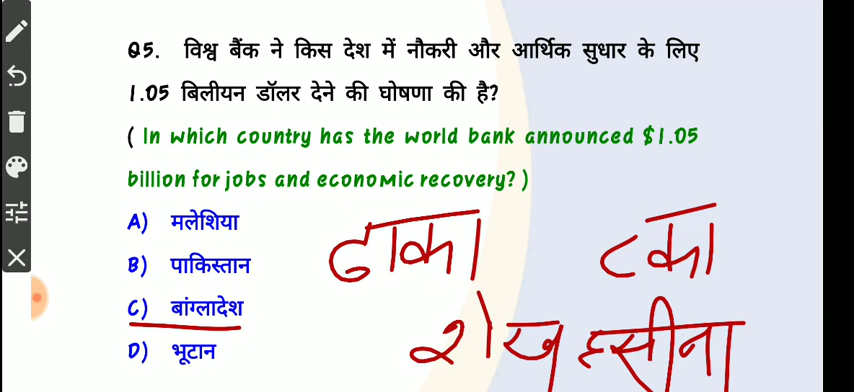 Q5. विश्व बैंक ने किस देश में नौकरी और आर्थिक सुधार के लिए
1.05 बिलीयन डॉलर देने की घोषणा की है?
( In which country has the world bank announced $1.05
billion for jobs and economic recovery? )
A) मलेशिया
B) पाकिस्तान
C) बांग्लादेश
D) भूटान
ढाका टका
शेख हसीना